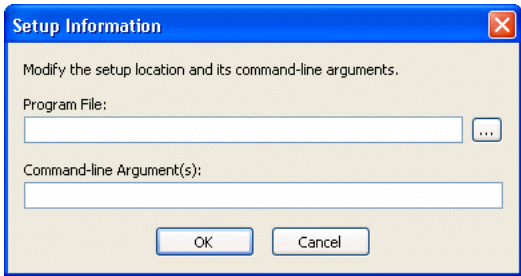 Setup Information
Modify the setup location and its command-line arguments.
Program File:
...
Command-line Argument(s):
OK Cancel